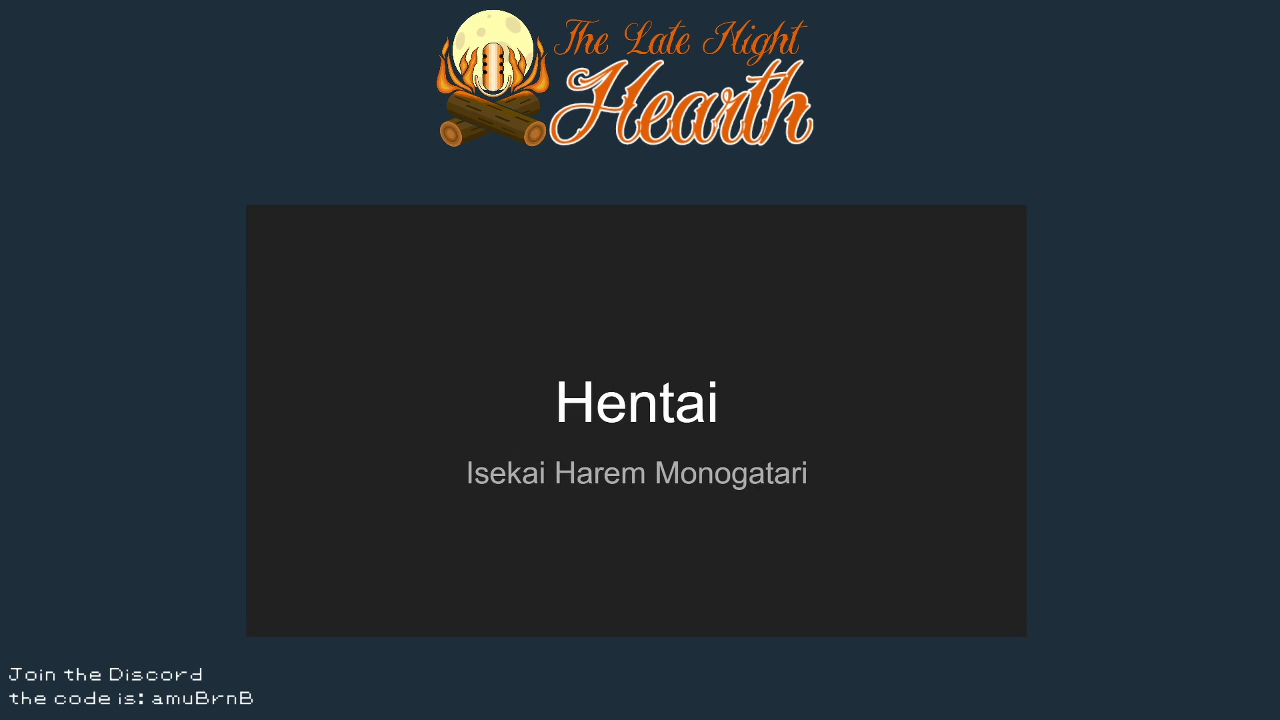 The Late Night
Hearth
Hentai
Isekai Harem Monogatari
Join the Discord
the code is: amuBrnB